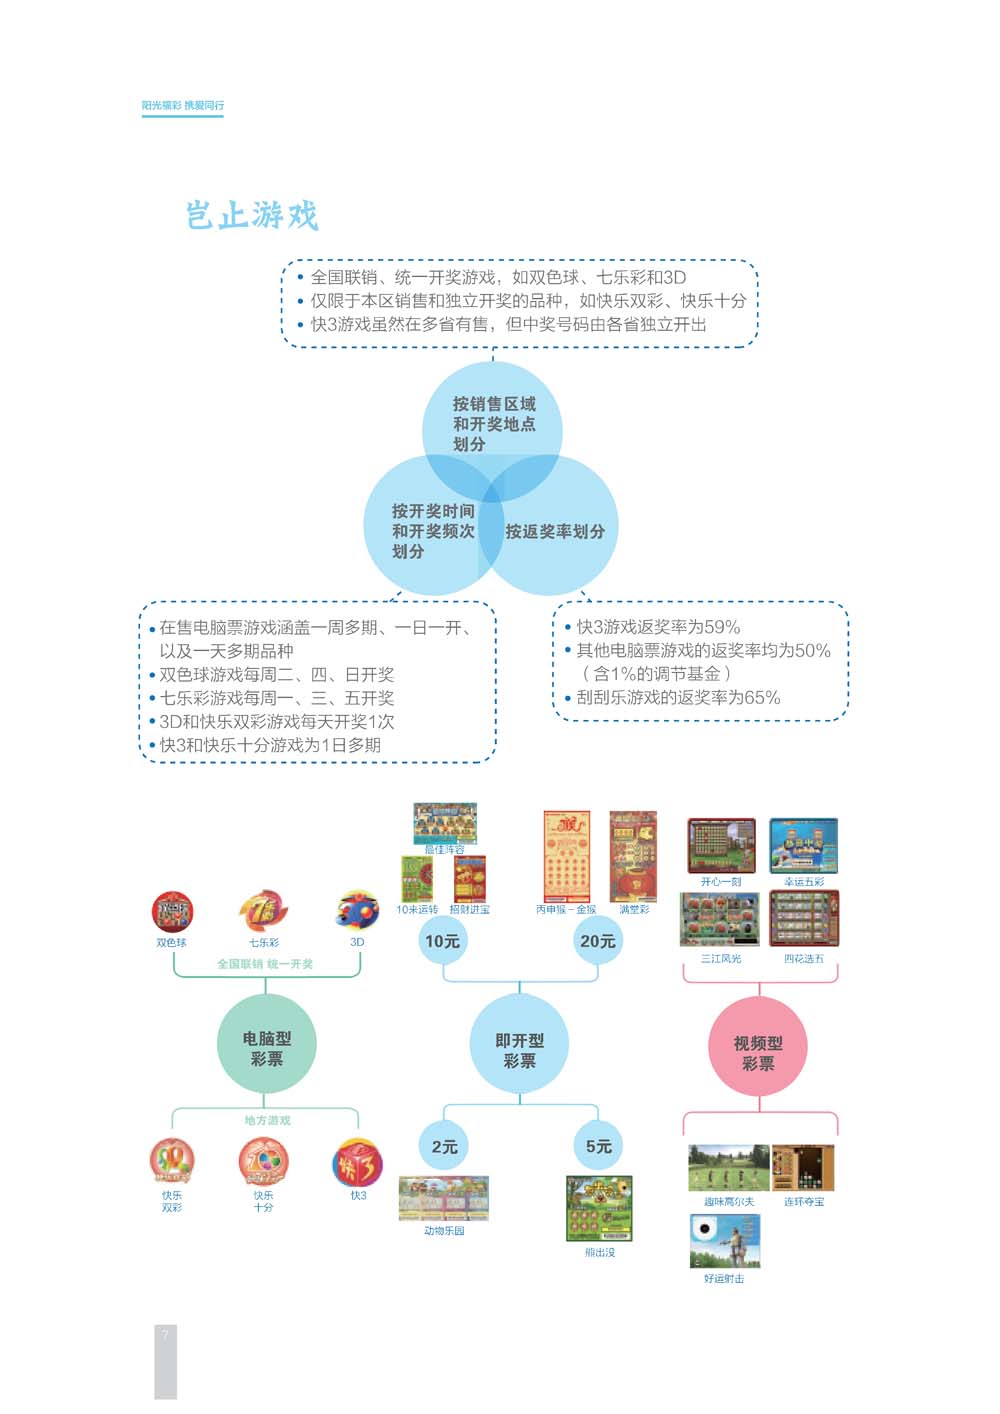 阳光福彩 携爱同行
岂止游戏
• 全国联销、统一开奖游戏，如双色球、七乐彩和3D
• 仅限于本区销售和独立开奖的品种，如快乐双彩、快乐十分
• 快3游戏虽然在多省有售，但中奖号码由各省独立开出
按销售区域
和开奖地点
划分
按开奖时间
和开奖频次
划分
按返奖率划分
• 在售电脑票游戏涵盖一周多期、一日一开、
以及一天多期品种
• 双色球游戏每周二、四、日开奖
• 七乐彩游戏每周一、三、五开奖
• 3D和快乐双彩游戏每天开奖1次
• 快3和快乐十分游戏为1日多期
• 快3游戏返奖率为59%
• 其他电脑票游戏的返奖率均为50%
（含1%的调节基金）
• 刮刮乐游戏的返奖率为65%
双色球
七乐彩
3D
全国联销 统一开奖
电脑型
彩票
地方游戏
快乐
双彩
快乐
十分
快3
最佳阵容
10来运转
招财进宝
丙申猴－金猴
满堂彩
10元
20元
即开型
彩票
2元
5元
动物乐园
熊出没
开心一刻
幸运五彩
三江风光
四花选五
视频型
彩票
趣味高尔夫
连环夺宝
好运射击
7